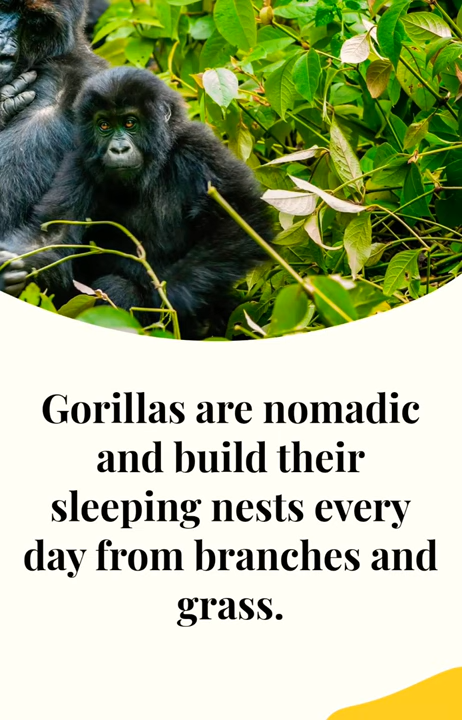 Gorillas are nomadic
and build their
sleeping nests every
day from branches and
grass.